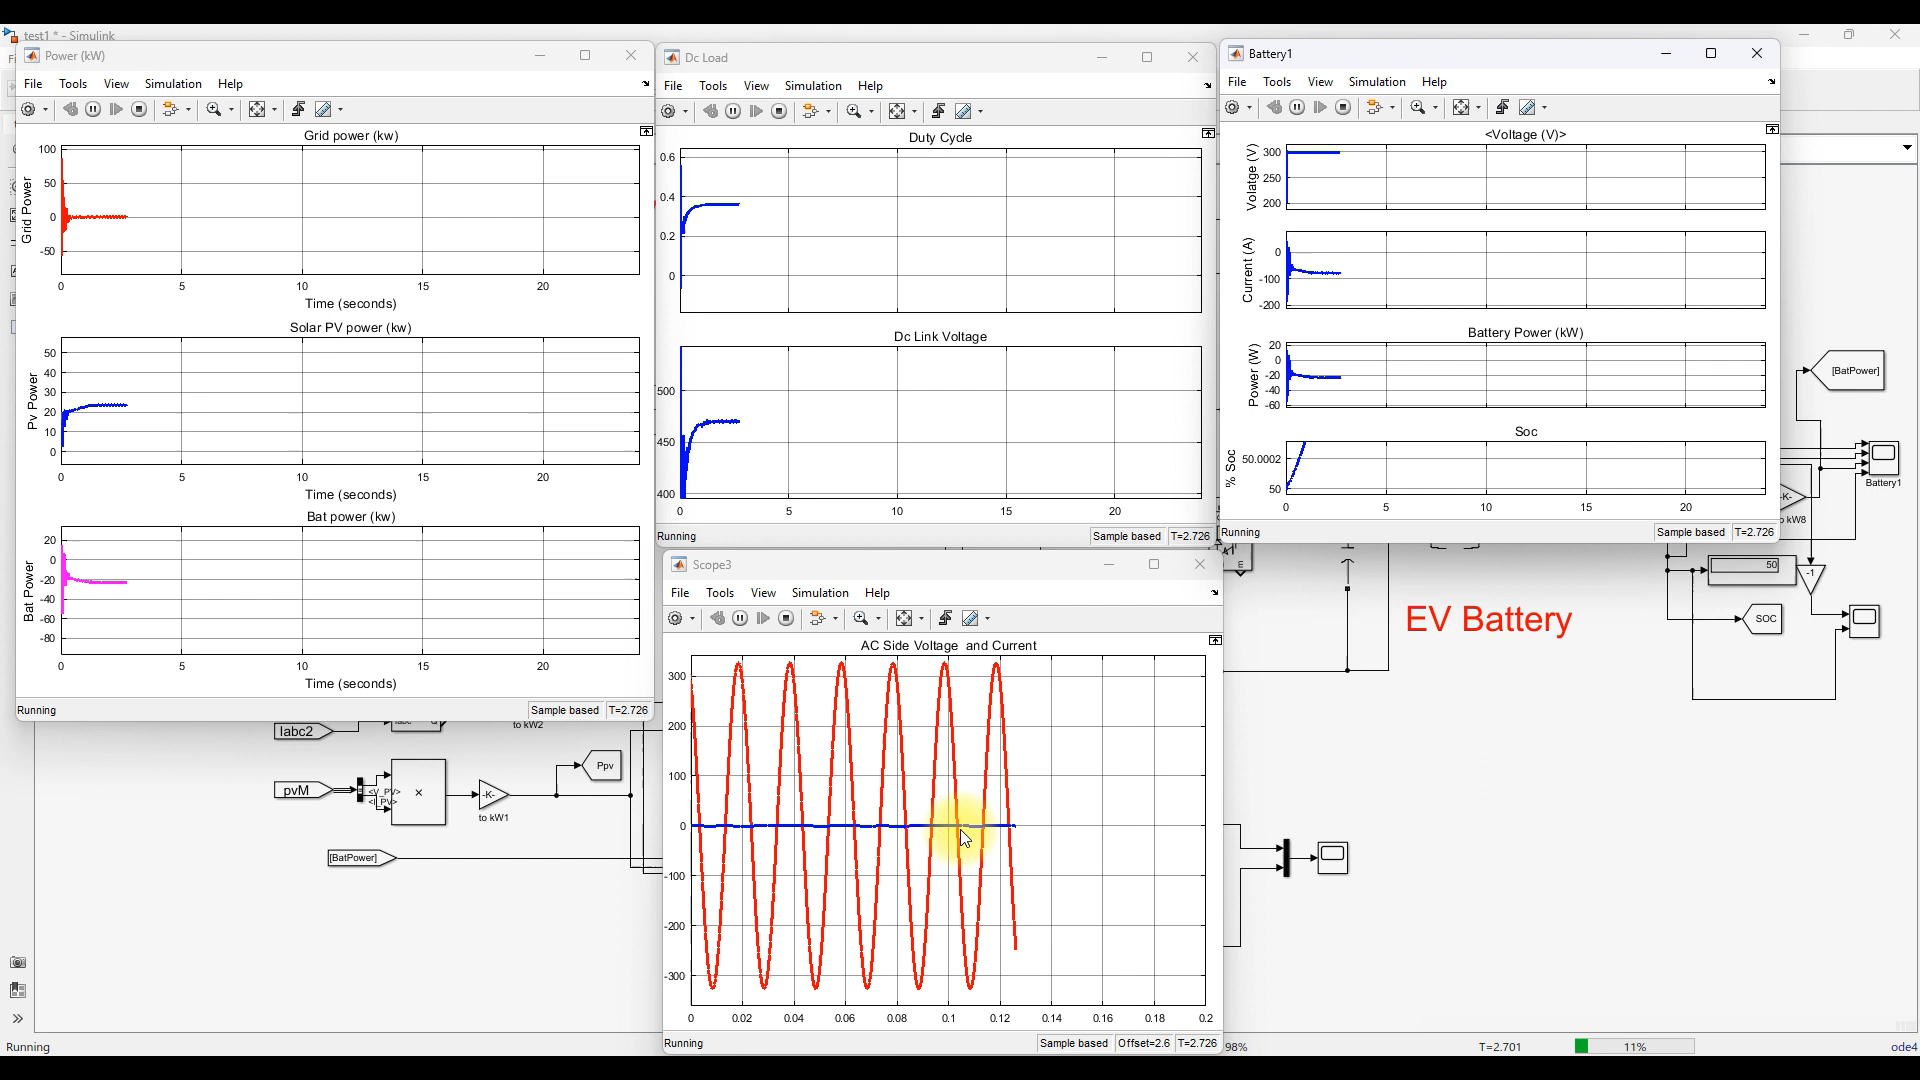 test1 * - Simulink
Power (kW)
File Tools View Simulation Help
Grid power (kw)
Grid Power
100
50
0
-50
0 5 10 15 20
Time (seconds)
Solar PV power (kw)
Pv Power
50
40
30
20
10
0
0 5 10 15 20
Time (seconds)
Bat power (kw)
Bat Power
20
0
-20
-40
-60
-80
0 5 10 15 20
Time (seconds)
Running Sample based T=2.726
Dc Load
File Tools View Simulation Help
Duty Cycle
0.6
0.4
0.2
0
Dc Link Voltage
500
450
400
0 5 10 15 20
Running Sample based T=2.726
Battery1
File Tools View Simulation Help
<Voltage (V)>
Volatge (V)
300
250
200
Current (A)
0
-100
-200
Battery Power (kW)
Power (W)
20
0
-20
-40
-60
Soc
% Soc
50.0002
50
0 5 10 15 20
Running Sample based T=2.726
Scope3
File Tools View Simulation Help
AC Side Voltage and Current
300
200
100
0
-100
-200
-300
0 0.02 0.04 0.06 0.08 0.1 0.12 0.14 0.16 0.18 0.2
Running Sample based Offset=2.6 T=2.726
[BatPower]
Battery1
-K-
kW8
50
-1
SOC
EV Battery
m
Iabc2
to kW2
pvM
<V_PV>
<I_PV>
×
-K-
to kW1
Ppv
[BatPower]
Running 98% T=2.701 11% ode4